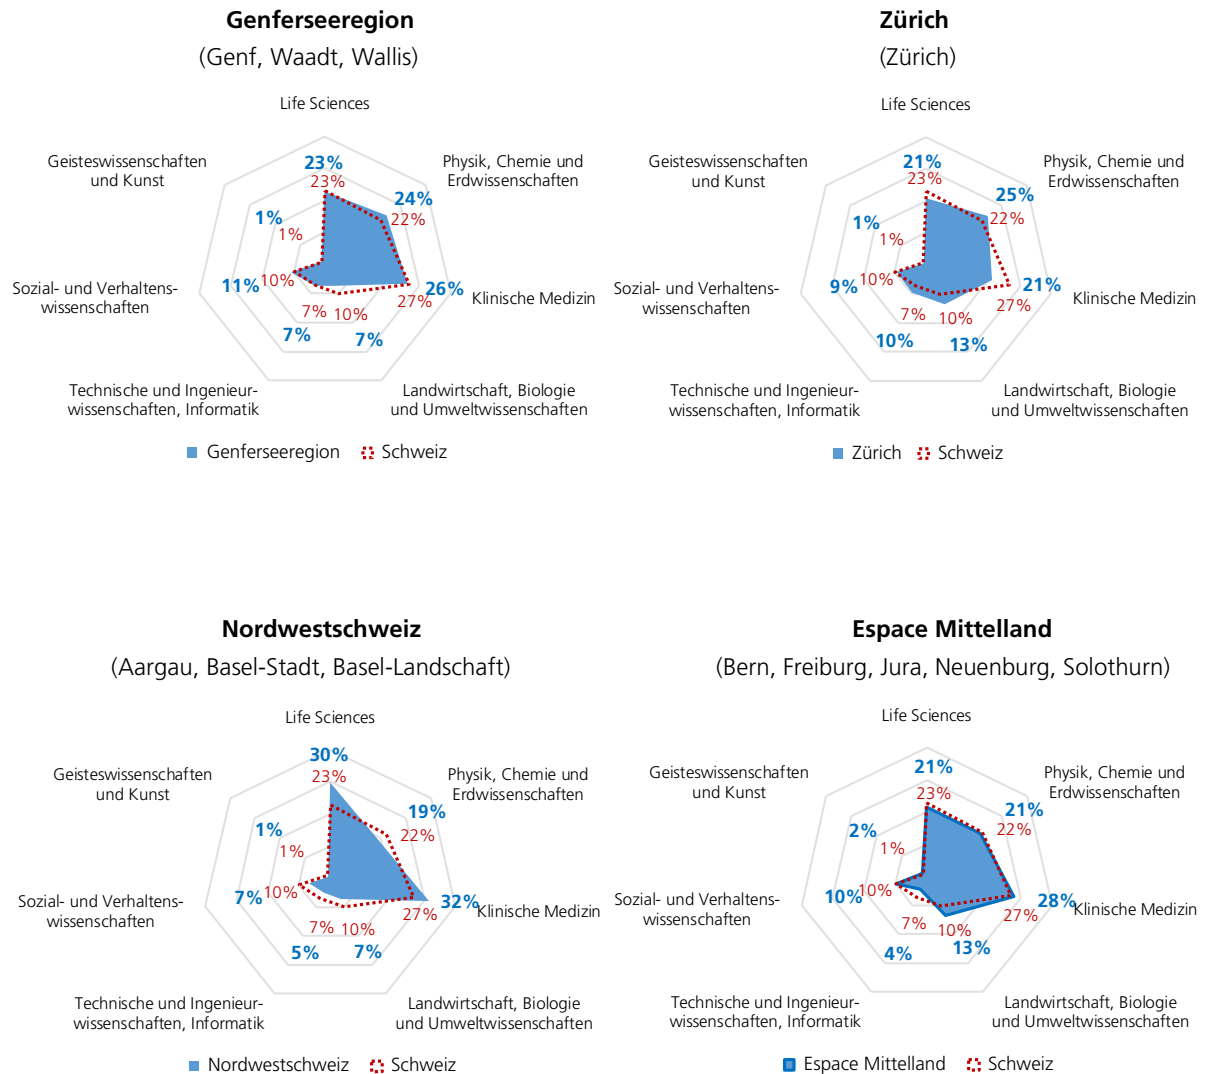 Genferseeregion
(Genf, Waadt, Wallis)
Life Sciences
Geisteswissenschaften
und Kunst
Physik, Chemie und
Erdwissenschaften
23%
23%
24%
22%
1%
1%
Sozial- und Verhaltens-
wissenschaften
11%
10%
26%
27%
Klinische Medizin
7%
10%
7%
7%
Technische und Ingenieur-
wissenschaften, Informatik
Landwirtschaft, Biologie
und Umweltwissenschaften
Genferseeregion
Schweiz
Zürich
(Zürich)
Life Sciences
Geisteswissenschaften
und Kunst
Physik, Chemie und
Erdwissenschaften
21%
23%
25%
22%
1%
1%
Sozial- und Verhaltens-
wissenschaften
9%
10%
21%
27%
Klinische Medizin
7%
10%
10%
13%
Technische und Ingenieur-
wissenschaften, Informatik
Landwirtschaft, Biologie
und Umweltwissenschaften
Zürich
Schweiz
Nordwestschweiz
(Aargau, Basel-Stadt, Basel-Landschaft)
Life Sciences
Geisteswissenschaften
und Kunst
Physik, Chemie und
Erdwissenschaften
30%
23%
19%
22%
1%
1%
Sozial- und Verhaltens-
wissenschaften
7%
10%
32%
27%
Klinische Medizin
7%
10%
5%
7%
Technische und Ingenieur-
wissenschaften, Informatik
Landwirtschaft, Biologie
und Umweltwissenschaften
Nordwestschweiz
Schweiz
Espace Mittelland
(Bern, Freiburg, Jura, Neuenburg, Solothurn)
Life Sciences
Geisteswissenschaften
und Kunst
Physik, Chemie und
Erdwissenschaften
21%
23%
21%
22%
2%
1%
Sozial- und Verhaltens-
wissenschaften
10%
10%
28%
27%
Klinische Medizin
7%
10%
4%
13%
Technische und Ingenieur-
wissenschaften, Informatik
Landwirtschaft, Biologie
und Umweltwissenschaften
Espace Mittelland
Schweiz